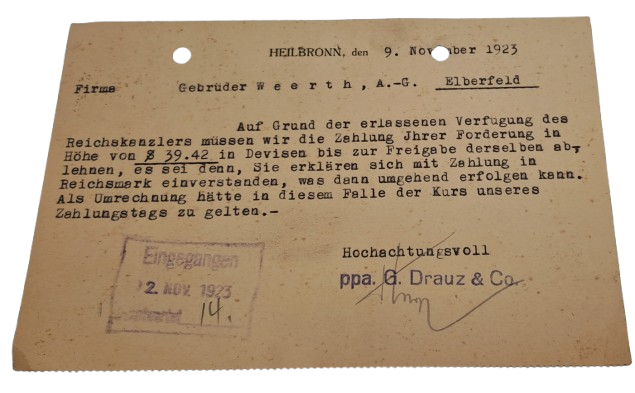 HEILBRONN, den 9. November 1923
Firma Gebrüder Weerth, A.-G. Elberfeld
Auf Grund der erlassenen Verfügung des
Reichskanzlers müssen wir die Zahlung Jhrer Forderung in
Höhe von $ 39.42 in Devisen bis zur Freigabe derselben ab-
lehnen, es sei denn, Sie erklären sich mit Zahlung in
Reichsmark einverstanden, was dann umgehend erfolgen kann.
Als Umrechnung hätte in diesem Falle der Kurs unseres
Zahlungstags zu gelten.-
Hochachtungsvoll
ppa. G. Drauz & Co.
Eingegangen
2. NOV. 1923
14.